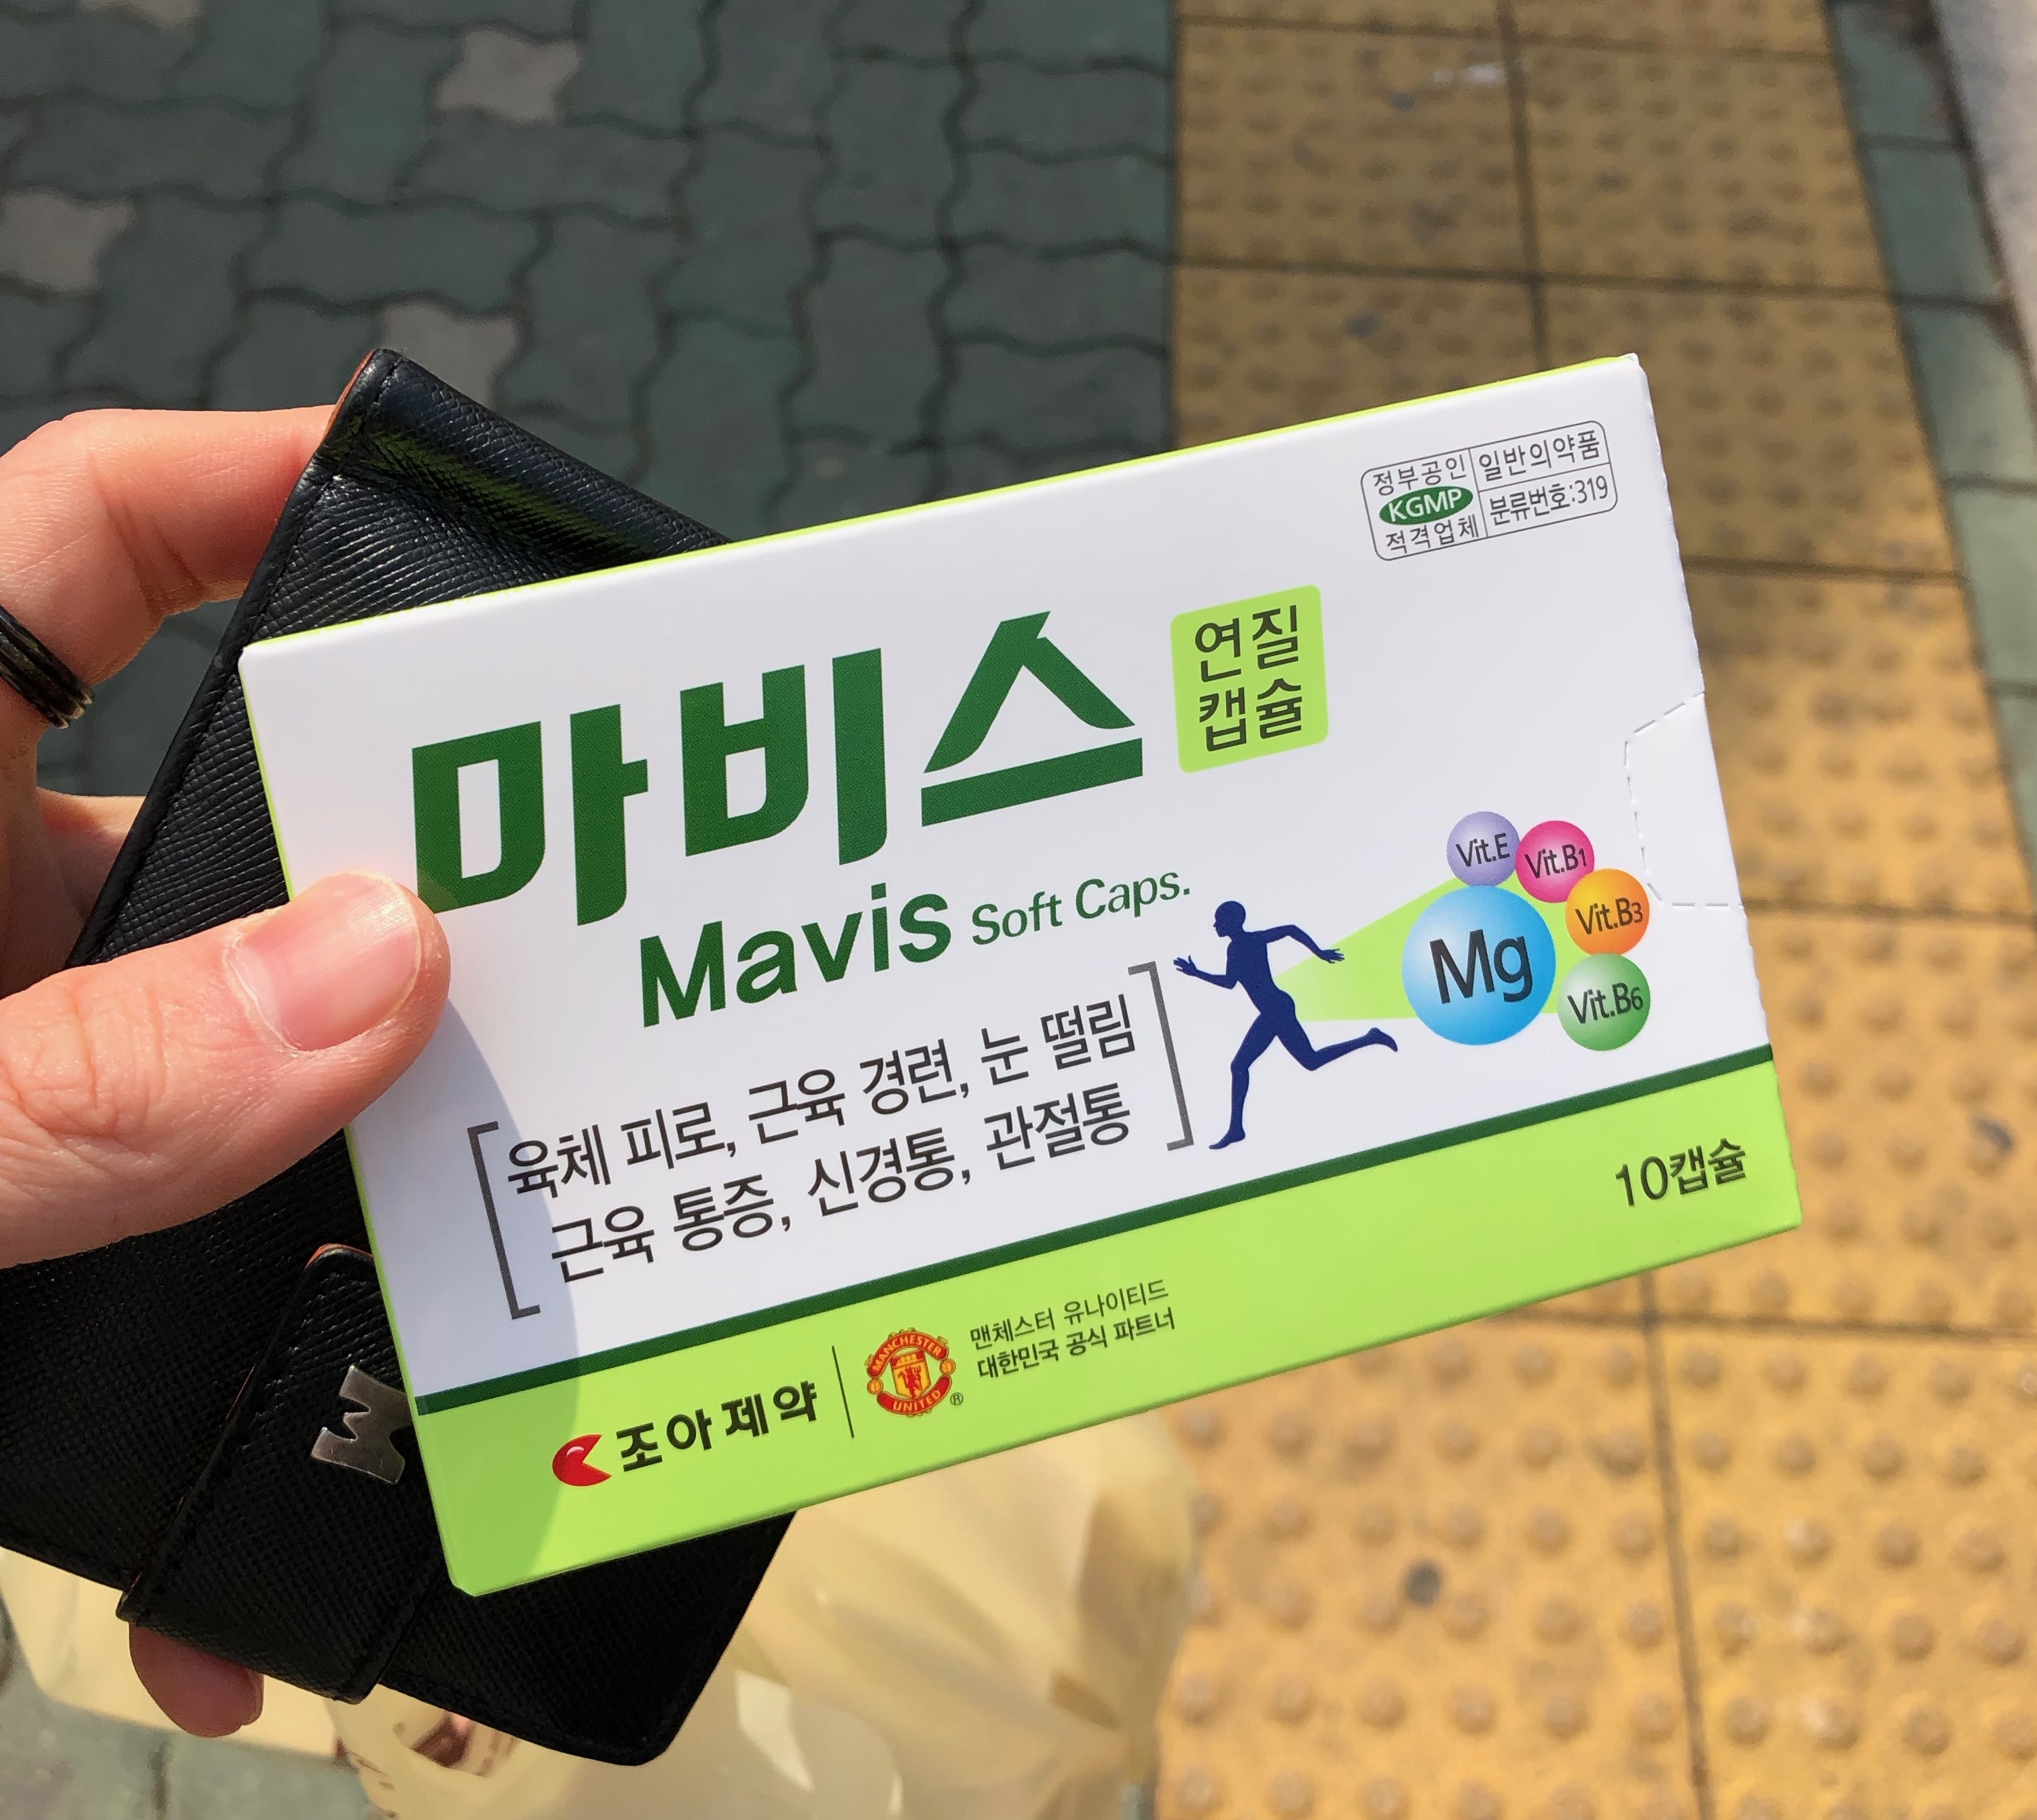 정부공인
KGMP
적격업체
일반의약품
분류번호:319
마비스
연질
캡슐
Mavis Soft Caps.
Vit.E
Vit.B1
Vit.B3
Mg
Vit.B6
육체 피로, 근육 경련, 눈 떨림
근육 통증, 신경통, 관절통
10캡슐
조아제약
MANCHESTER
UNITED
®
맨체스터 유나이티드
대한민국 공식 파트너
M